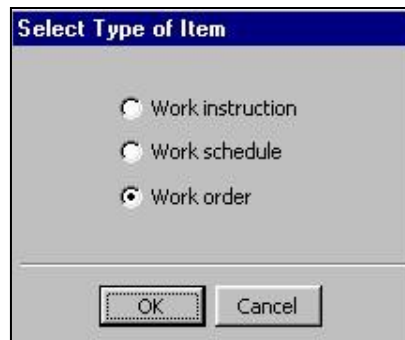 Select Type of Item
Work instruction
Work schedule
Work order
OK Cancel